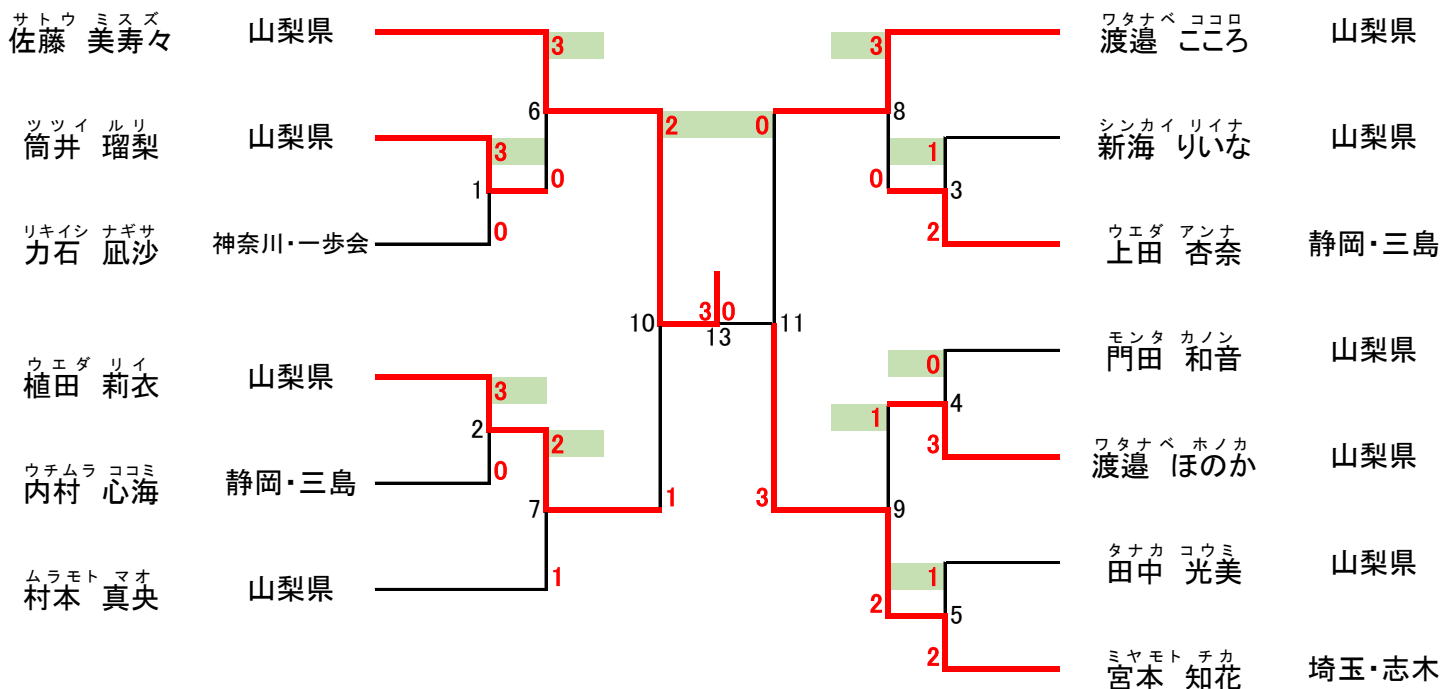 サトウ ミスズ
佐藤 美寿々 山梨県
ツツイ ルリ
筒井 瑠梨 山梨県
リキイシ ナギサ
力石 凪沙 神奈川・一歩会
ウエダ リイ
植田 莉衣 山梨県
ウチムラ ココミ
内村 心海 静岡・三島
ムラモト マオ
村本 真央 山梨県
3
6
3
1
0
0
3
2
2
0
7
1
2
0
10
1
3 0
13
11
3
3
8
1
0
3
2
0
1
4
3
9
1
2
5
2
ワタナベ ココロ
渡邉 こころ 山梨県
シンカイ リイナ
新海 りいな 山梨県
ウエダ アンナ
上田 杏奈 静岡・三島
モンタ カノン
門田 和音 山梨県
ワタナベ ホノカ
渡邉 ほのか 山梨県
タナカ コウミ
田中 光美 山梨県
ミヤモト チカ
宮本 知花 埼玉・志木